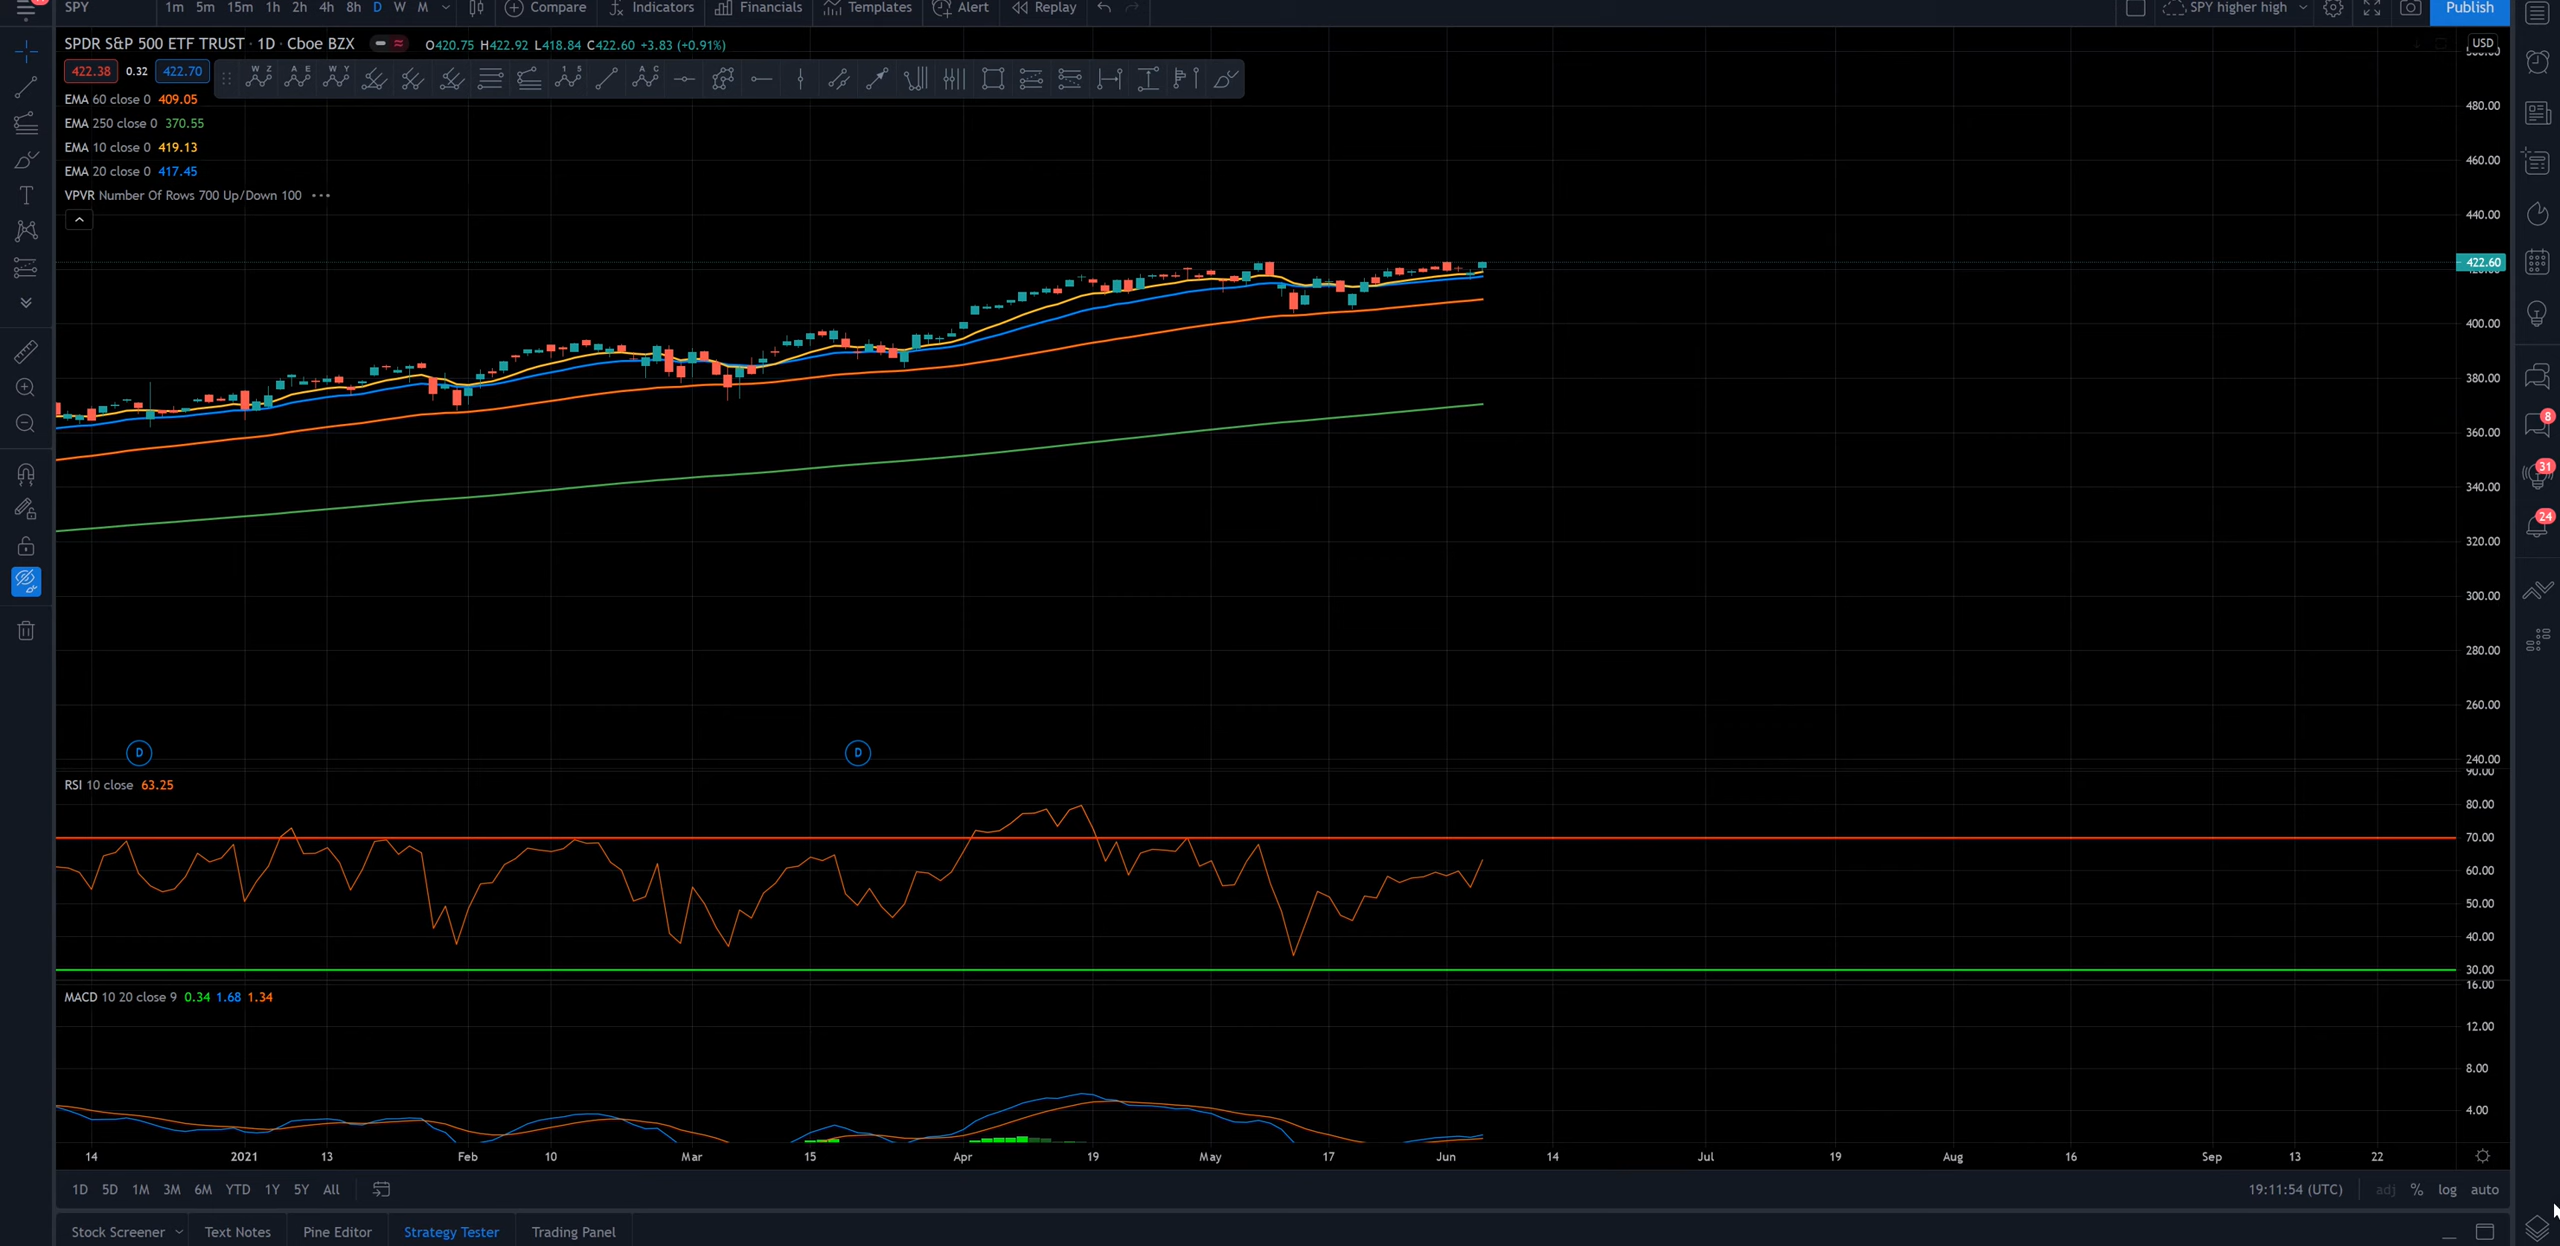 SPY 1m 5m 15m 1h 2h 4h 8h D W M Compare Indicators Financials Templates Alert Replay SPY higher high Publish
SPDR S&P 500 ETF TRUST · 1D · Cboe BZX O420.75 H422.92 L418.84 C422.60 +3.83 (+0.91%) USD
422.38 0.32 422.70 W Z A E W Y 1 5 A C
EMA 60 close 0 409.05
EMA 250 close 0 370.55
EMA 10 close 0 419.13
EMA 20 close 0 417.45
VPVR Number Of Rows 700 Up/Down 100
480.00
460.00
440.00
422.60
400.00
380.00
360.00
340.00
320.00
300.00
280.00
260.00
240.00
D D
RSI 10 close 63.25
90.00
80.00
70.00
60.00
50.00
40.00
30.00
MACD 10 20 close 9 0.34 1.68 1.34
16.00
12.00
8.00
4.00
14 2021 13 Feb 10 Mar 15 Apr 19 May 17 Jun 14 Jul 19 Aug 16 Sep 13 22
1D 5D 1M 3M 6M YTD 1Y 5Y All 19:11:54 (UTC) adj % log auto
Stock Screener Text Notes Pine Editor Strategy Tester Trading Panel
8
31
24